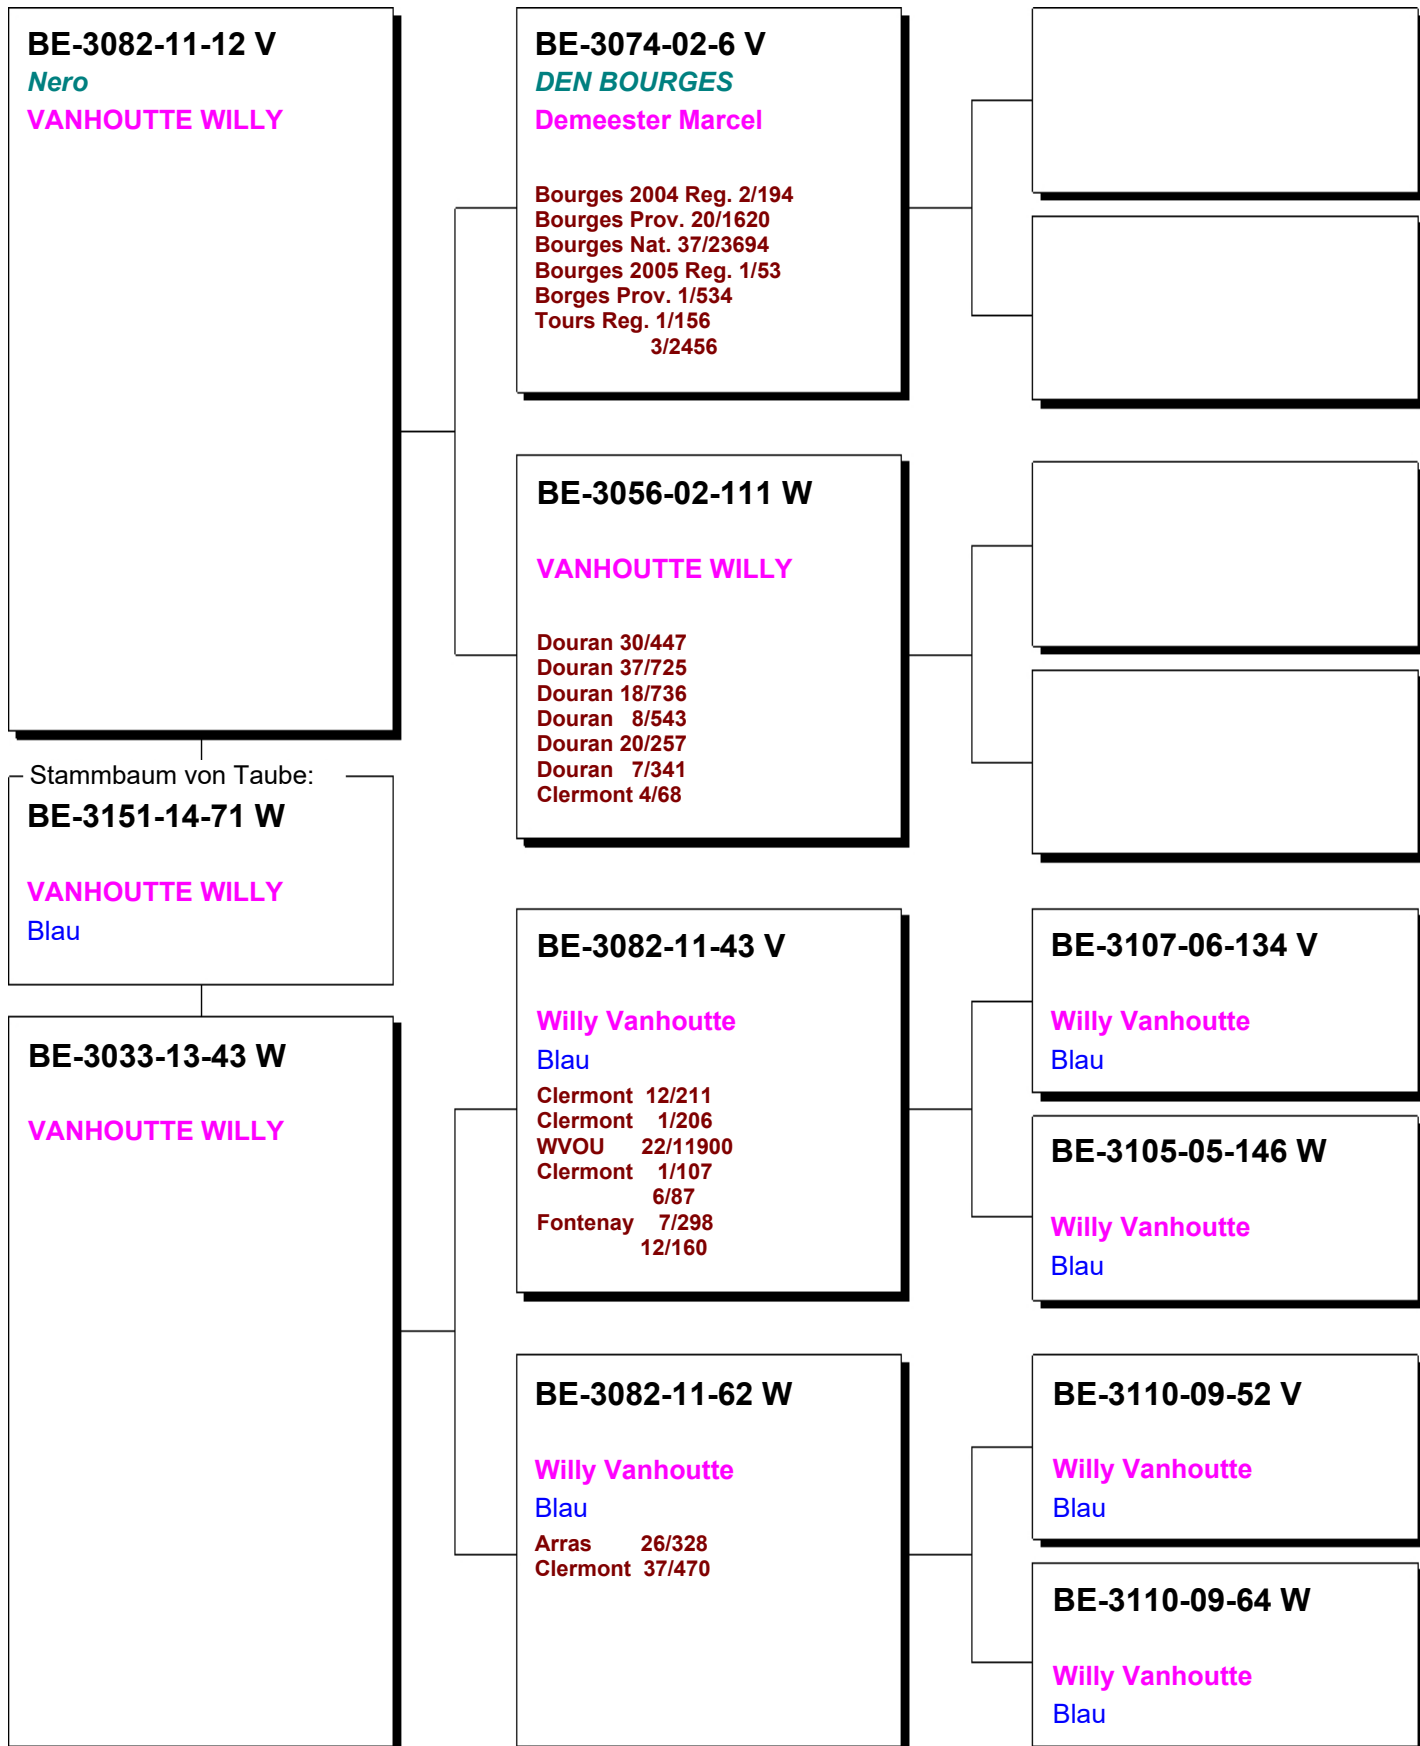 BE-3082-11-12 V
Nero
VANHOUTTE WILLY
Stammbaum von Taube:
BE-3151-14-71 W
VANHOUTTE WILLY
Blau
BE-3033-13-43 W
VANHOUTTE WILLY
BE-3074-02-6 V
DEN BOURGES
Demeester Marcel
Bourges 2004 Reg. 2/194
Bourges Prov. 20/1620
Bourges Nat. 37/23694
Bourges 2005 Reg. 1/53
Borges Prov. 1/534
Tours Reg. 1/156
3/2456
BE-3056-02-111 W
VANHOUTTE WILLY
Douran 30/447
Douran 37/725
Douran 18/736
Douran 8/543
Douran 20/257
Douran 7/341
Clermont 4/68
BE-3082-11-43 V
Willy Vanhoutte
Blau
Clermont 12/211
Clermont 1/206
WVOU 22/11900
Clermont 1/107
6/87
Fontenay 7/298
12/160
BE-3082-11-62 W
Willy Vanhoutte
Blau
Arras 26/328
Clermont 37/470
BE-3107-06-134 V
Willy Vanhoutte
Blau
BE-3105-05-146 W
Willy Vanhoutte
Blau
BE-3110-09-52 V
Willy Vanhoutte
Blau
BE-3110-09-64 W
Willy Vanhoutte
Blau